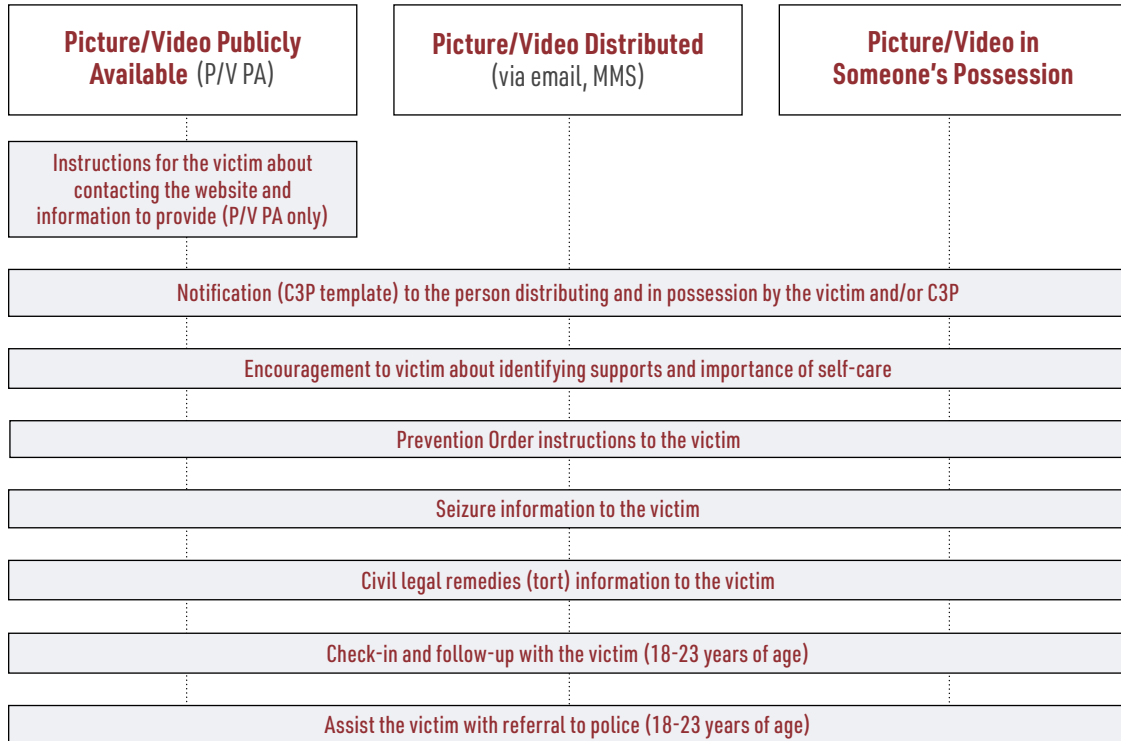 Picture/Video Publicly
Available (P/V PA)
Picture/Video Distributed
(via email, MMS)
Picture/Video in
Someone's Possession
Instructions for the victim about
contacting the website and
information to provide (P/V PA only)
Notification (C3P template) to the person distributing and in possession by the victim and/or C3P
Encouragement to victim about identifying supports and importance of self-care
Prevention Order instructions to the victim
Seizure information to the victim
Civil legal remedies (tort) information to the victim
Check-in and follow-up with the victim (18-23 years of age)
Assist the victim with referral to police (18-23 years of age)